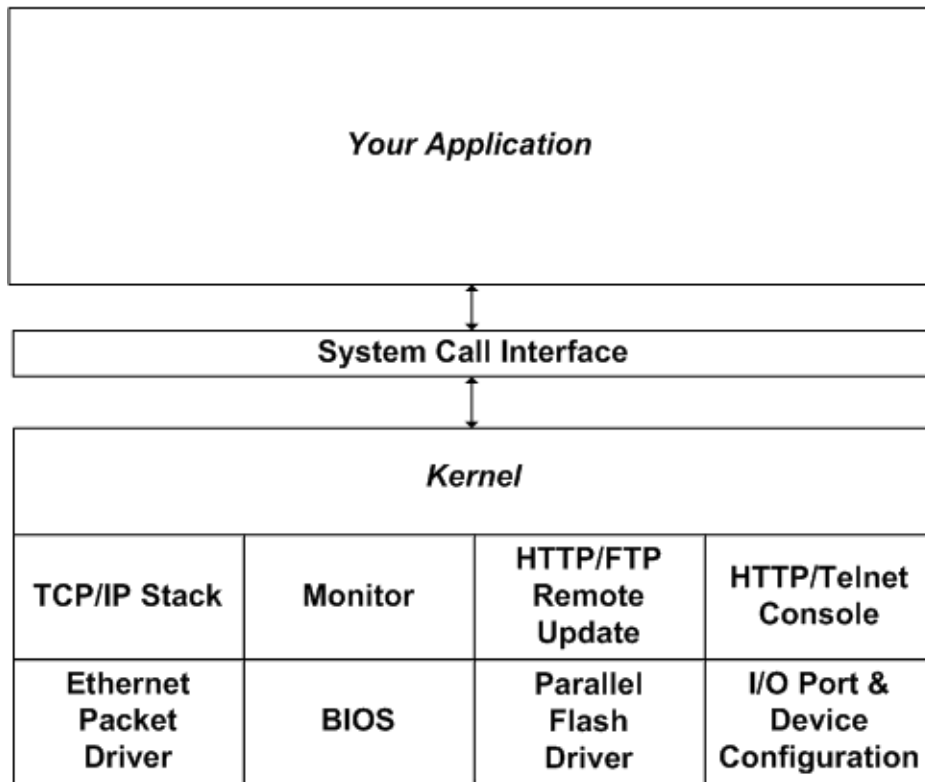 Your Application
System Call Interface
Kernel
TCP/IP Stack
Monitor
HTTP/FTP
Remote
Update
HTTP/Telnet
Console
Ethernet
Packet
Driver
BIOS
Parallel
Flash
Driver
I/O Port &
Device
Configuration